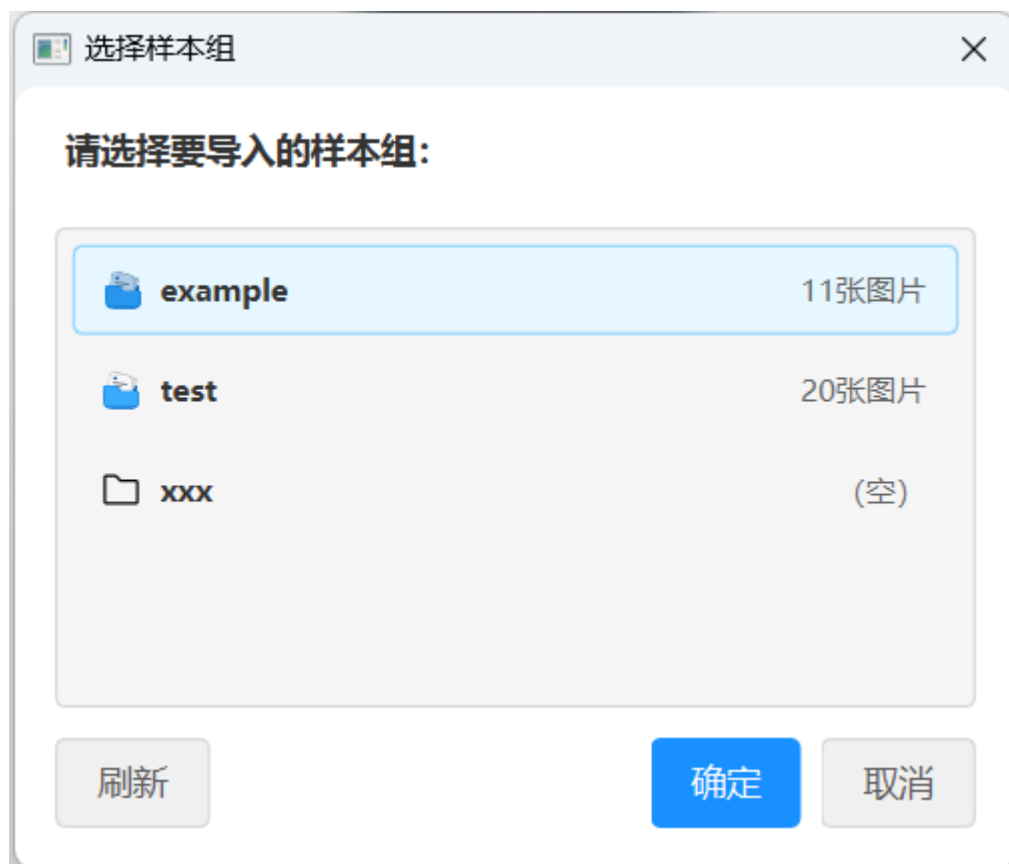 选择样本组
请选择要导入的样本组：
example 11张图片
test 20张图片
xxx (空)
刷新 确定 取消